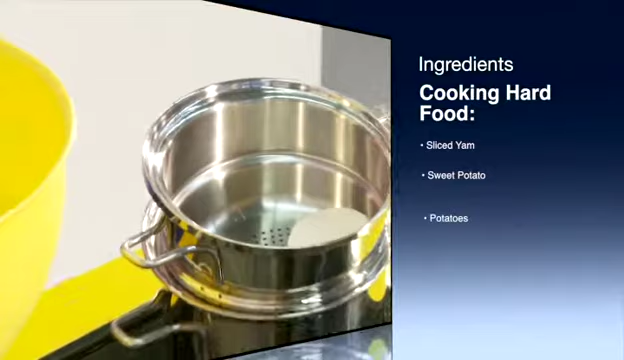 Ingredients
Cooking Hard
Food:
• Sliced Yam
• Sweet Potato
• Potatoes